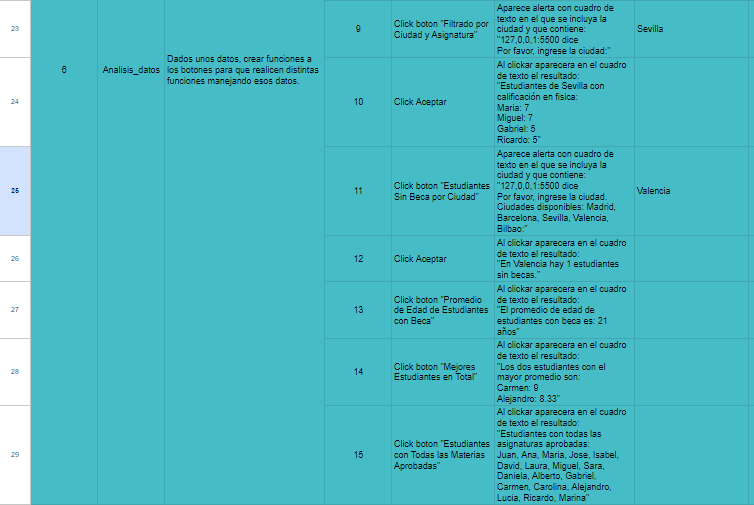 23
6
Analisis_datos
Dados unos datos, crear funciones a
los botones para que realicen distintas
funciones manejando esos datos.
9
Click boton "Filtrado por
Ciudad y Asignatura"
Aparece alerta con cuadro de
texto en el que se incluya la
ciudad y que contiene:
"127,0,0,1:5500 dice
Por favor, ingrese la ciudad:"
Sevilla
24
10
Click Aceptar
Al clickar aparecera en el cuadro
de texto el resultado:
"Estudiantes de Sevilla con
calificación en fisica:
Maria: 7
Miguel: 7
Gabriel: 5
Ricardo: 5"
25
11
Click boton "Estudiantes
Sin Beca por Ciudad"
Aparece alerta con cuadro de
texto en el que se incluya la
ciudad y que contiene:
"127,0,0,1:5500 dice
Por favor, ingrese la ciudad.
Ciudades disponibles: Madrid,
Barcelona, Sevilla, Valencia,
Bilbao:"
Valencia
26
12
Click Aceptar
Al clickar aparecera en el cuadro
de texto el resultado:
"En Valencia hay 1 estudiantes
sin becas."
27
13
Click boton "Promedio
de Edad de Estudiantes
con Beca"
Al clickar aparecera en el cuadro
de texto el resultado:
"El promedio de edad de
estudiantes con beca es: 21
años"
28
14
Click boton "Mejores
Estudiantes en Total"
Al clickar aparecera en el cuadro
de texto el resultado:
"Los dos estudiantes con el
mayor promedio son:
Carmen: 9
Alejandro: 8.33"
29
15
Click boton "Estudiantes
con Todas las Materias
Aprobadas"
Al clickar aparecera en el cuadro
de texto el resultado:
"Estudiantes con todas las
asignaturas aprobadas:
Juan, Ana, Maria, Jose, Isabel,
David, Laura, Miguel, Sara,
Daniela, Alberto, Gabriel,
Carmen, Carolina, Alejandro,
Lucia, Ricardo, Marina"